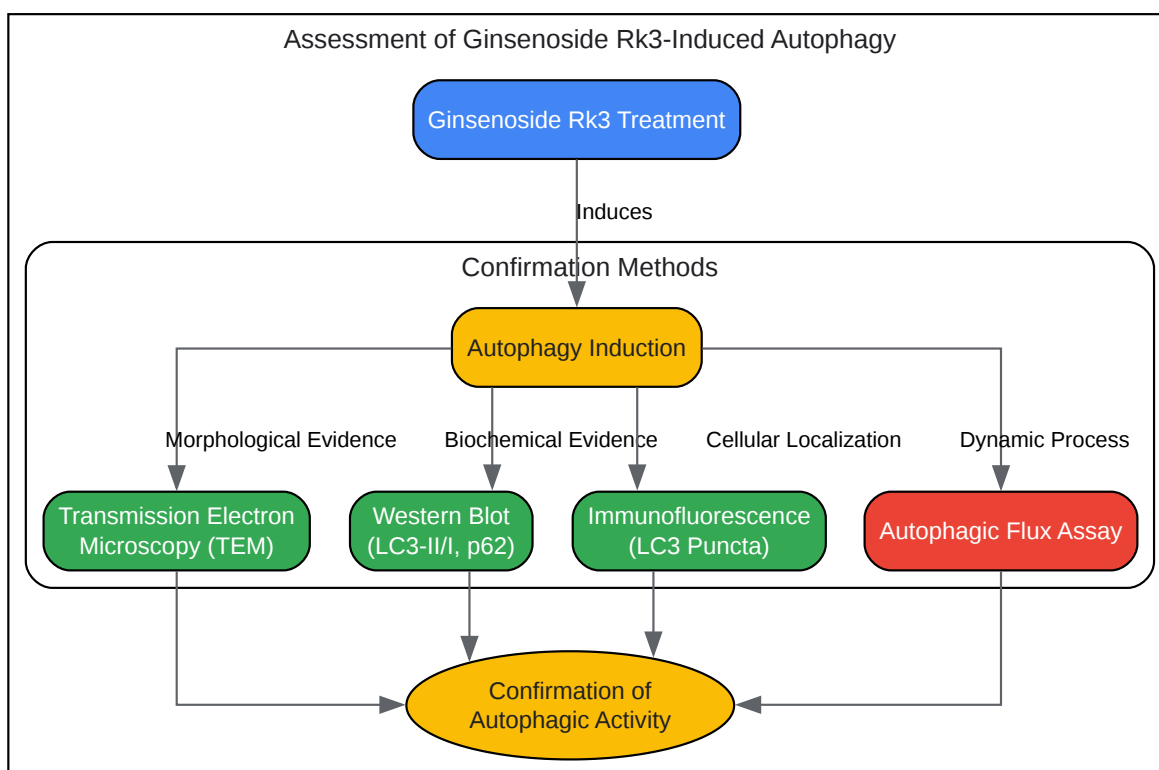 Assessment of Ginsenoside Rk3-Induced Autophagy
Ginsenoside Rk3 Treatment
Induces
Confirmation Methods
Autophagy Induction
Morphological Evidence
Biochemical Evidence
Cellular Localization
Dynamic Process
Transmission Electron
Microscopy (TEM)
Western Blot
(LC3-II/I, p62)
Immunofluorescence
(LC3 Puncta)
Autophagic Flux Assay
Confirmation of
Autophagic Activity